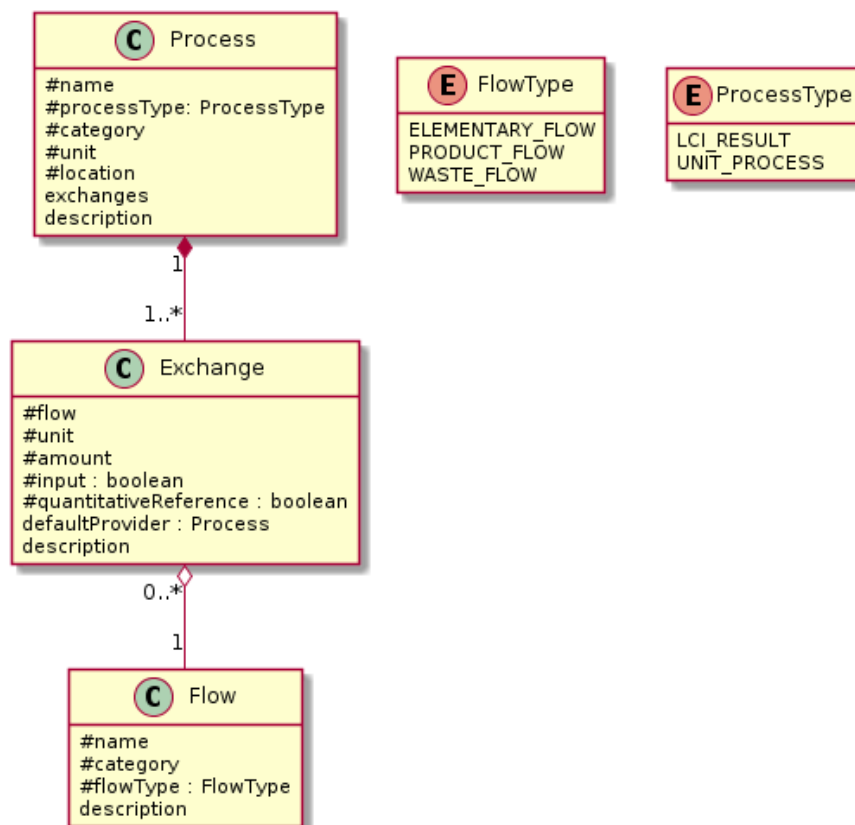 C Process
#name
#processType: ProcessType
#category
#unit
#location
exchanges
description
E FlowType
ELEMENTARY_FLOW
PRODUCT_FLOW
WASTE_FLOW
E ProcessType
LCI_RESULT
UNIT_PROCESS
1
1..*
C Exchange
#flow
#unit
#amount
#input : boolean
#quantitativeReference : boolean
defaultProvider : Process
description
0..*
1
C Flow
#name
#category
#flowType : FlowType
description